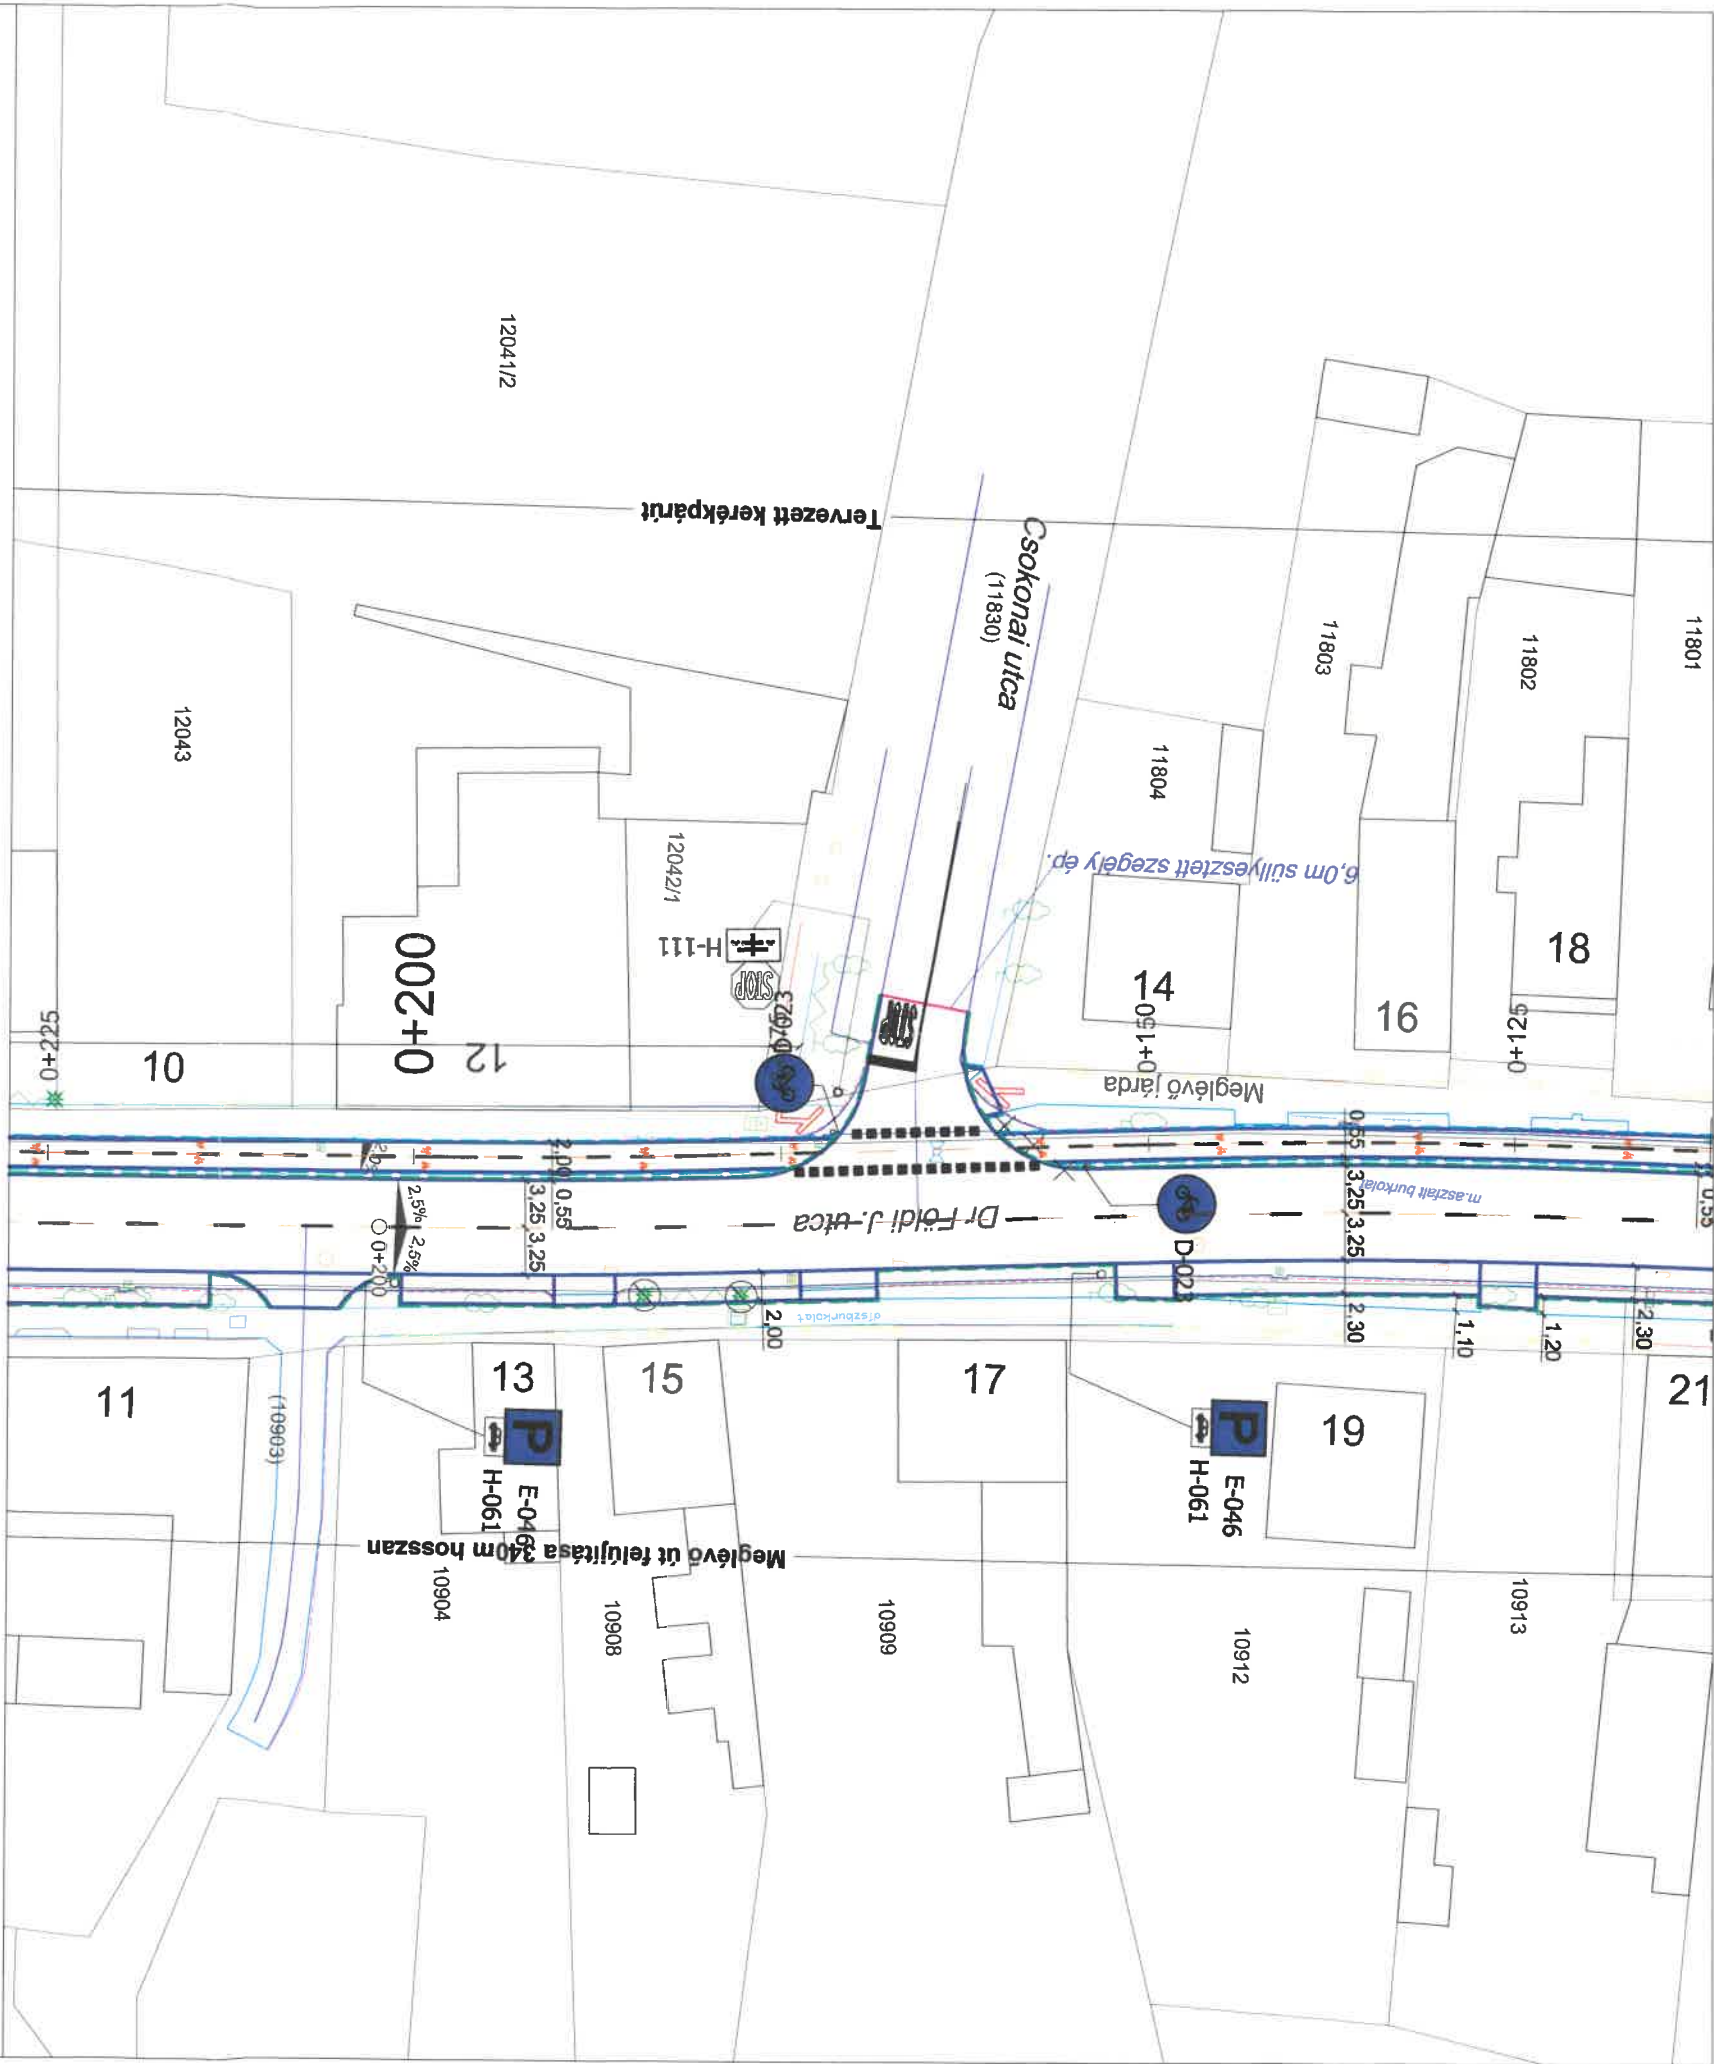 12041/2
Tervezett kerékpárút
Csokonai utca
(11830)
11801
11802
11803
11804
12043
12042/1
6,0m süllyesztett szegély ép.
H-111
STOP
D-023
0+225
10
0+200
12
14
0+150
16
18
0+125
Meglévő járda
2,00 0,55
3,25 3,25
2,5% 2,5%
0+200
Dr Földi J. utca
0,55
3,25 3,25
m.aszfalt burkolat
0,55
D-023
2,00
díszburkolat
2,30
1,10
1,20
2,30
11
(10903)
13
15
17
19
21
P
H-061
E-046
P
H-061
E-046
Meglévő út felújítása 340m hosszan
10904
10908
10909
10912
10913